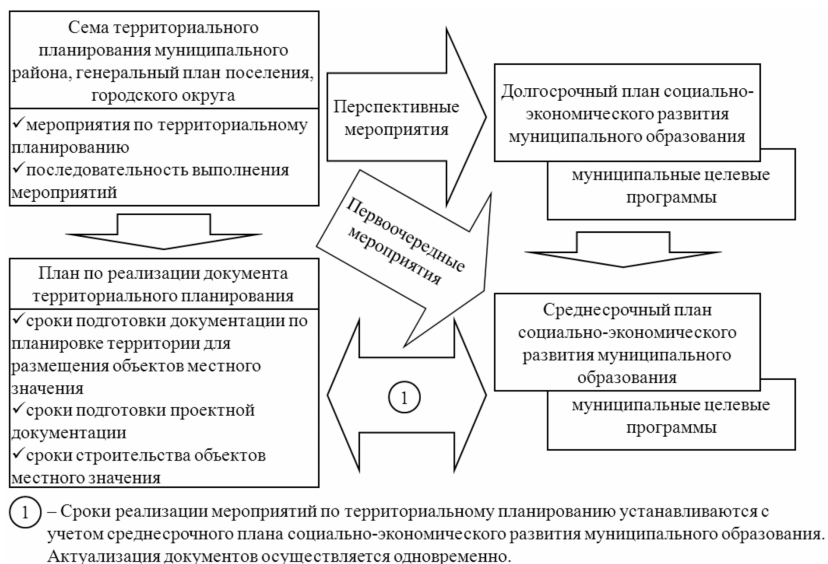 Сема территориального
планирования муниципального
района, генеральный план поселения,
городского округа
✓мероприятия по территориальному
планированию
✓последовательность выполнения
мероприятий
Перспективные
мероприятия
Долгосрочный план социально-
экономического развития
муниципального образования
муниципальные целевые
программы
Первоочередные
мероприятия
План по реализации документа
территориального планирования
✓сроки подготовки документации по
планировке территории для
размещения объектов местного
значения
✓сроки подготовки проектной
документации
✓сроки строительства объектов
местного значения
1
Среднесрочный план
социально-экономического
развития муниципального
образования
муниципальные целевые
программы
1 – Сроки реализации мероприятий по территориальному планированию устанавливаются с
учетом среднесрочного плана социально-экономического развития муниципального образования.
Актуализация документов осуществляется одновременно.